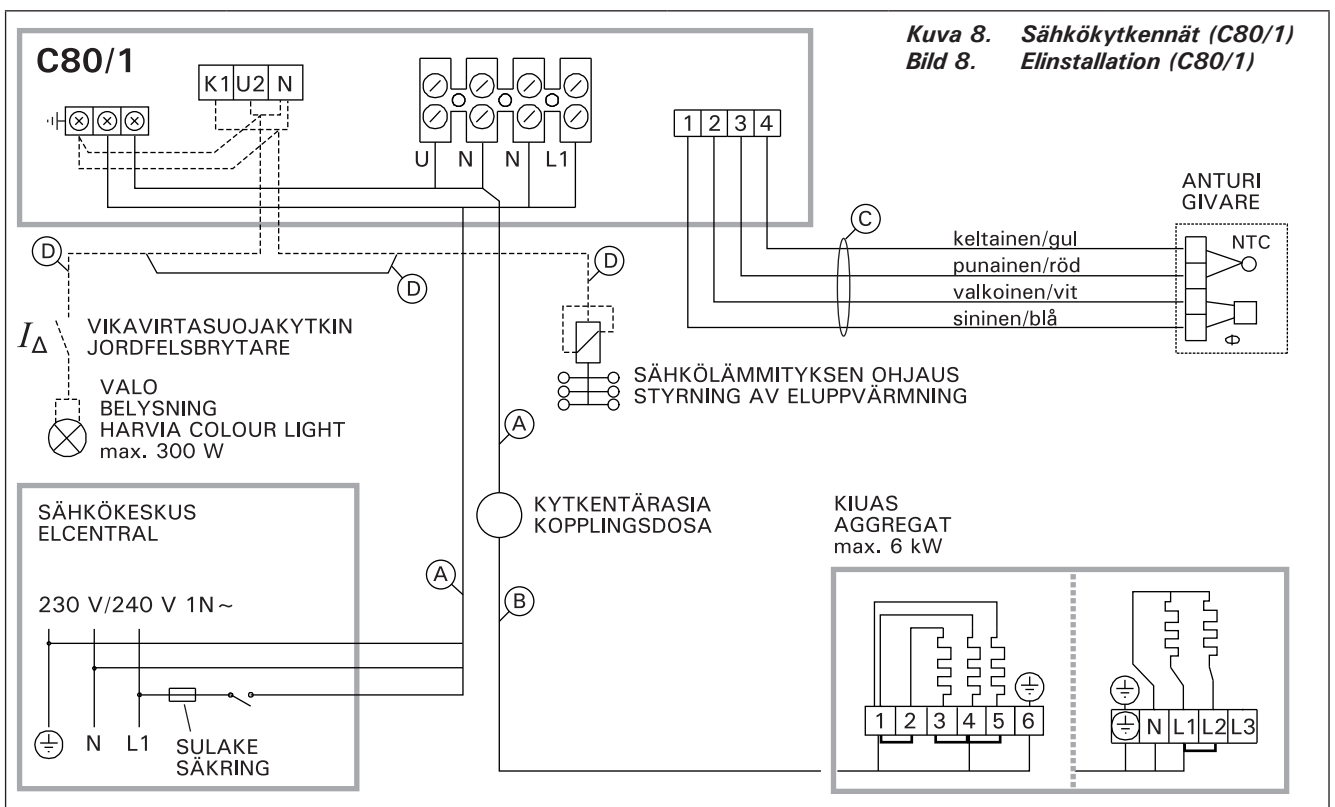 Kuva 8. Sähkökytkennät (C80/1)
Bild 8. Elinstallation (C80/1)
C80/1
K1 U2 N
U N N L1
1 2 3 4
ANTURI
GIVARE
C
keltainen/gul
NTC
punainen/röd
valkoinen/vit
sininen/blå
Φ
D
D
D
I∆
VIKAVIRTASUOJAKYTKIN
JORDFELSBRYTARE
VALO
BELYSNING
HARVIA COLOUR LIGHT
max. 300 W
SÄHKÖLÄMMITYKSEN OHJAUS
STYRNING AV ELUPPVÄRMNING
A
SÄHKÖKESKUS
ELCENTRAL
KYTKENTÄRASIA
KOPPLINGSDOSA
KIUAS
AGGREGAT
max. 6 kW
A
B
230 V/240 V 1N~
N L1
SULAKE
SÄKRING
1 2 3 4 5 6
N L1 L2 L3